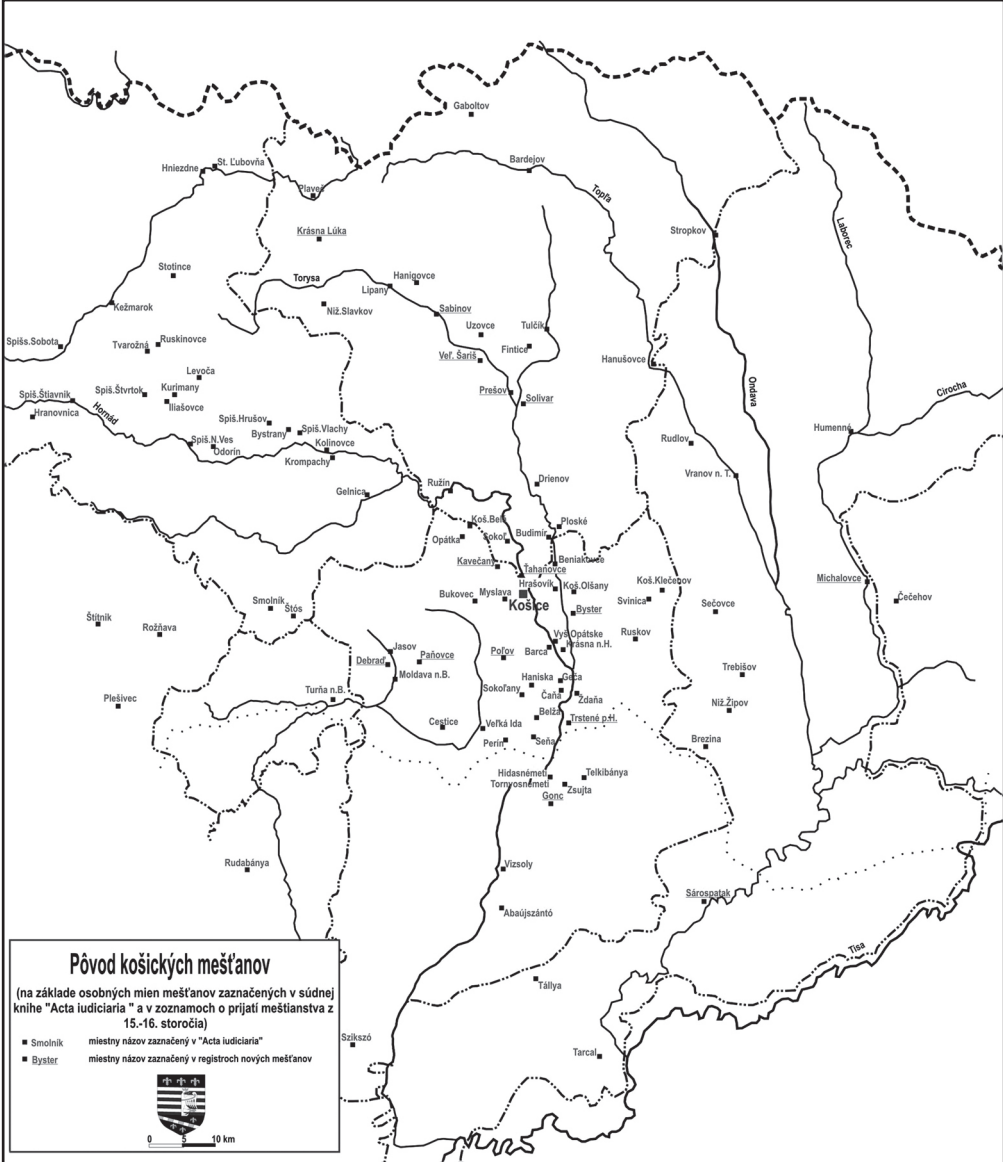 Gaboltov
Bardejov
St. Ľubovňa
Hniezdne
Plaveš
Topľa
Laborec
Krásna Lúka
Stropkov
Stotince
Torysa
Hanigovce
Lipany
Kežmarok
Niž.Slavkov
Sabinov
Uzovce
Tulčík
Spišs.Sobota
Ruskinovce
Tvarožná
Fintice
Veľ. Šariš
Hanušovce
Ondava
Levoča
Cirocha
Spiš.Štiavnik
Spiš.Štvrtok
Kurimany
Iliašovce
Prešov
Solivar
Hranovnica
Hornád
Spiš.Hrušov
Bystrany
Spiš.Vlachy
Humenné
Spiš.N.Ves
Odorín
Kolinovce
Krompachy
Rudlov
Vranov n. T.
Gelnica
Ružín
Drienov
Koš.Belá
Opátka
Sokoľ
Budimír
Ploské
Kavečany
Beniakovce
Ťahanovce
Hrašovík
Koš.Olšany
Koš.Klečenov
Michalovce
Bukovec
Myslava
Košice
Svinica
Čečehov
Smolník
Štós
Byster
Sečovce
Štítnik
Rožňava
Vyš.Opátske
Krásna n.H.
Ruskov
Jasov
Debraď
Paňovce
Poľov
Barca
Moldava n.B.
Haniska
Geča
Trebišov
Sokoľany
Čaňa
Ždaňa
Turňa n.B.
Plešivec
Niž.Žipov
Belža
Trstené p.H.
Cestice
Veľká Ida
Perín
Seňa
Brezina
Hidasnémeti
Tornyosnémeti
Telkibánya
Zsujta
Gonc
Rudabánya
Vizsoly
Sárospatak
Abaújszántó
Tisa
Tállya
Szikszó
Tarcal
Pôvod košických mešťanov
(na základe osobných mien mešťanov zaznačených v súdnej
knihe "Acta iudiciaria " a v zoznamoch o prijatí meštianstva z
15.-16. storočia)
Smolník miestny názov zaznačený v "Acta iudiciaria"
Byster miestny názov zaznačený v registroch nových mešťanov
0 5 10 km